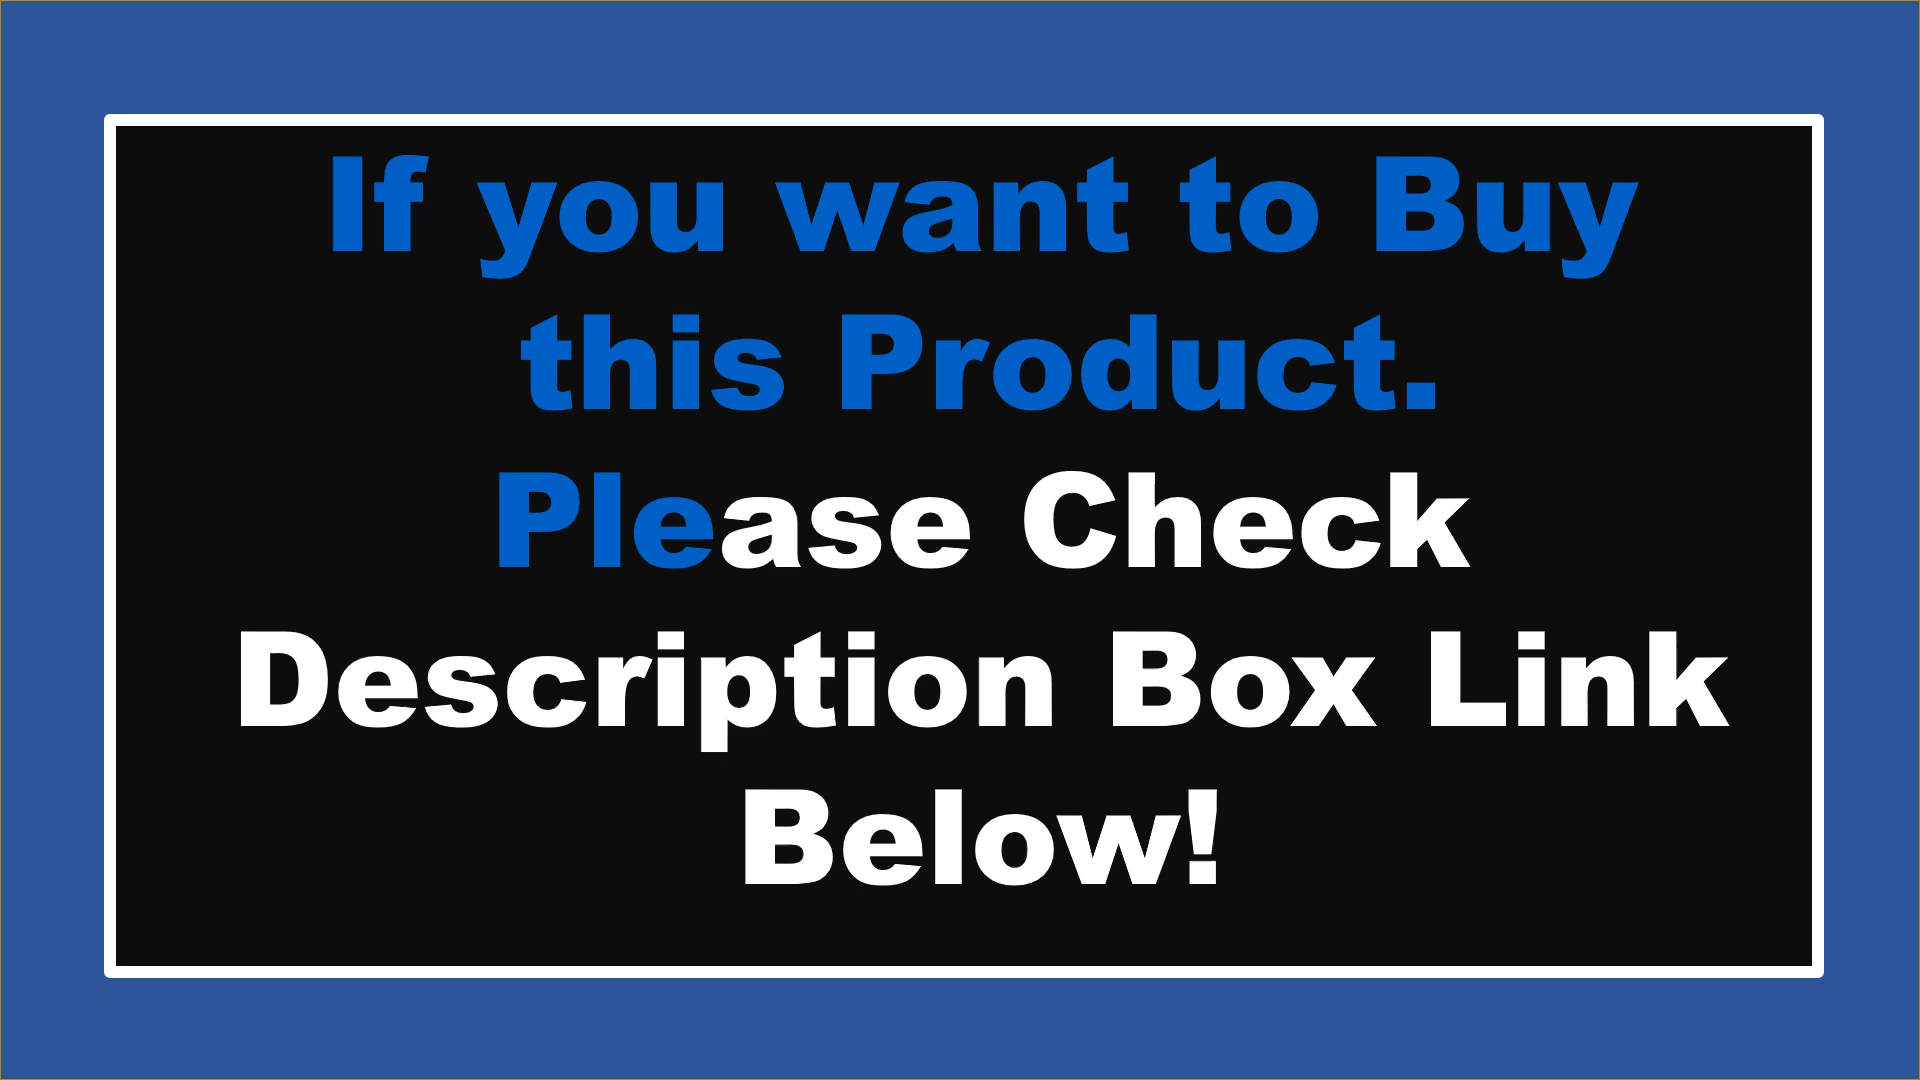 If you want to Buy
this Product.
Please Check
Description Box Link
Below!